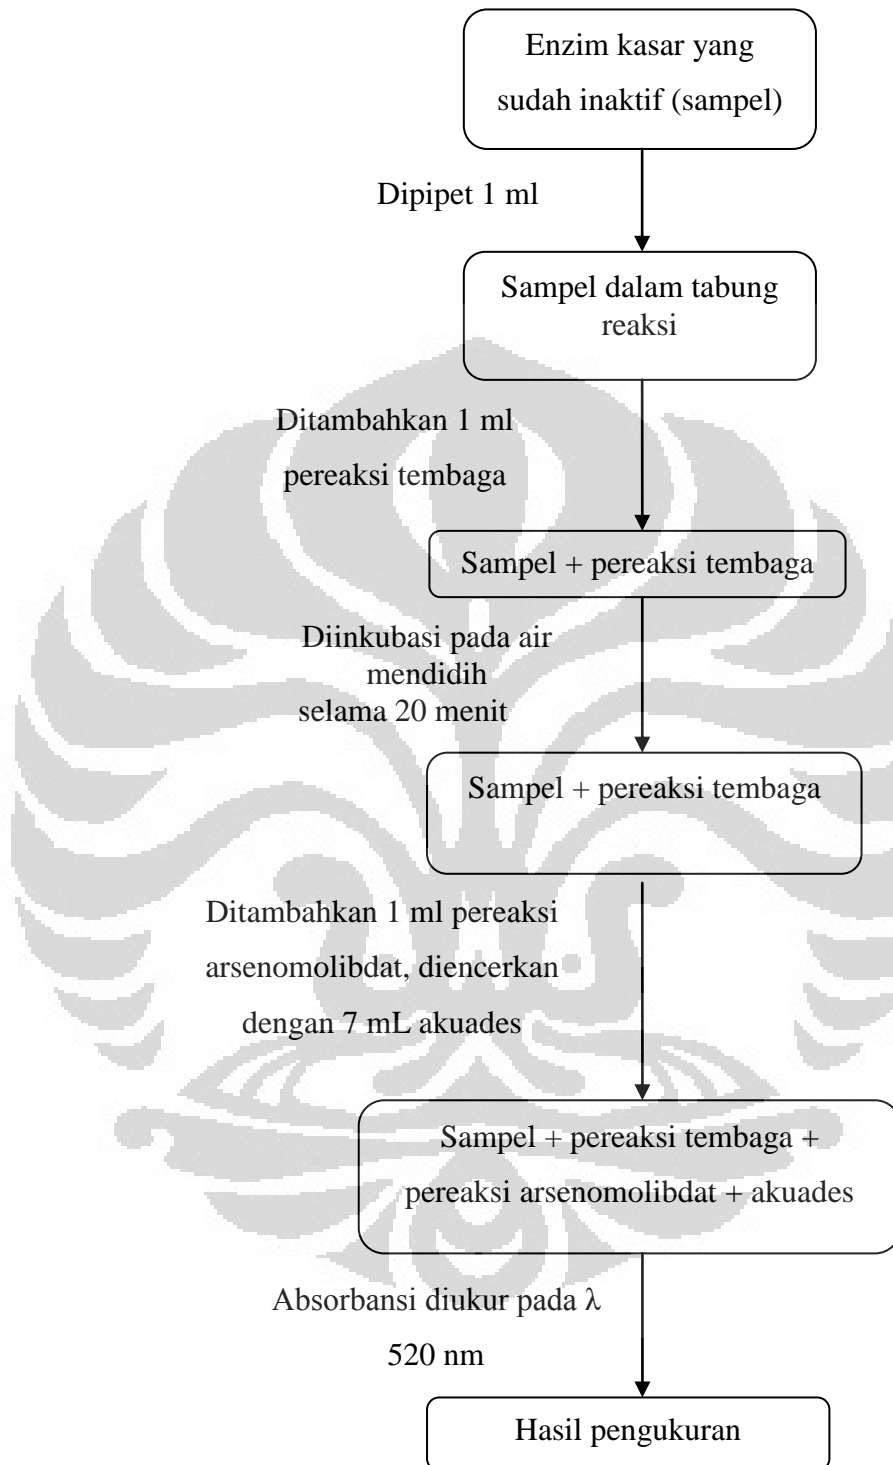 Enzim kasar yang
sudah inaktif (sampel)
Dipipet 1 ml
Sampel dalam tabung
reaksi
Ditambahkan 1 ml
pereaksi tembaga
Sampel + pereaksi tembaga
Diinkubasi pada air
mendidih
selama 20 menit
Sampel + pereaksi tembaga
Ditambahkan 1 ml pereaksi
arsenomolibdat, diencerkan
dengan 7 mL akuades
Sampel + pereaksi tembaga +
pereaksi arsenomolibdat + akuades
Absorbansi diukur pada λ
520 nm
Hasil pengukuran